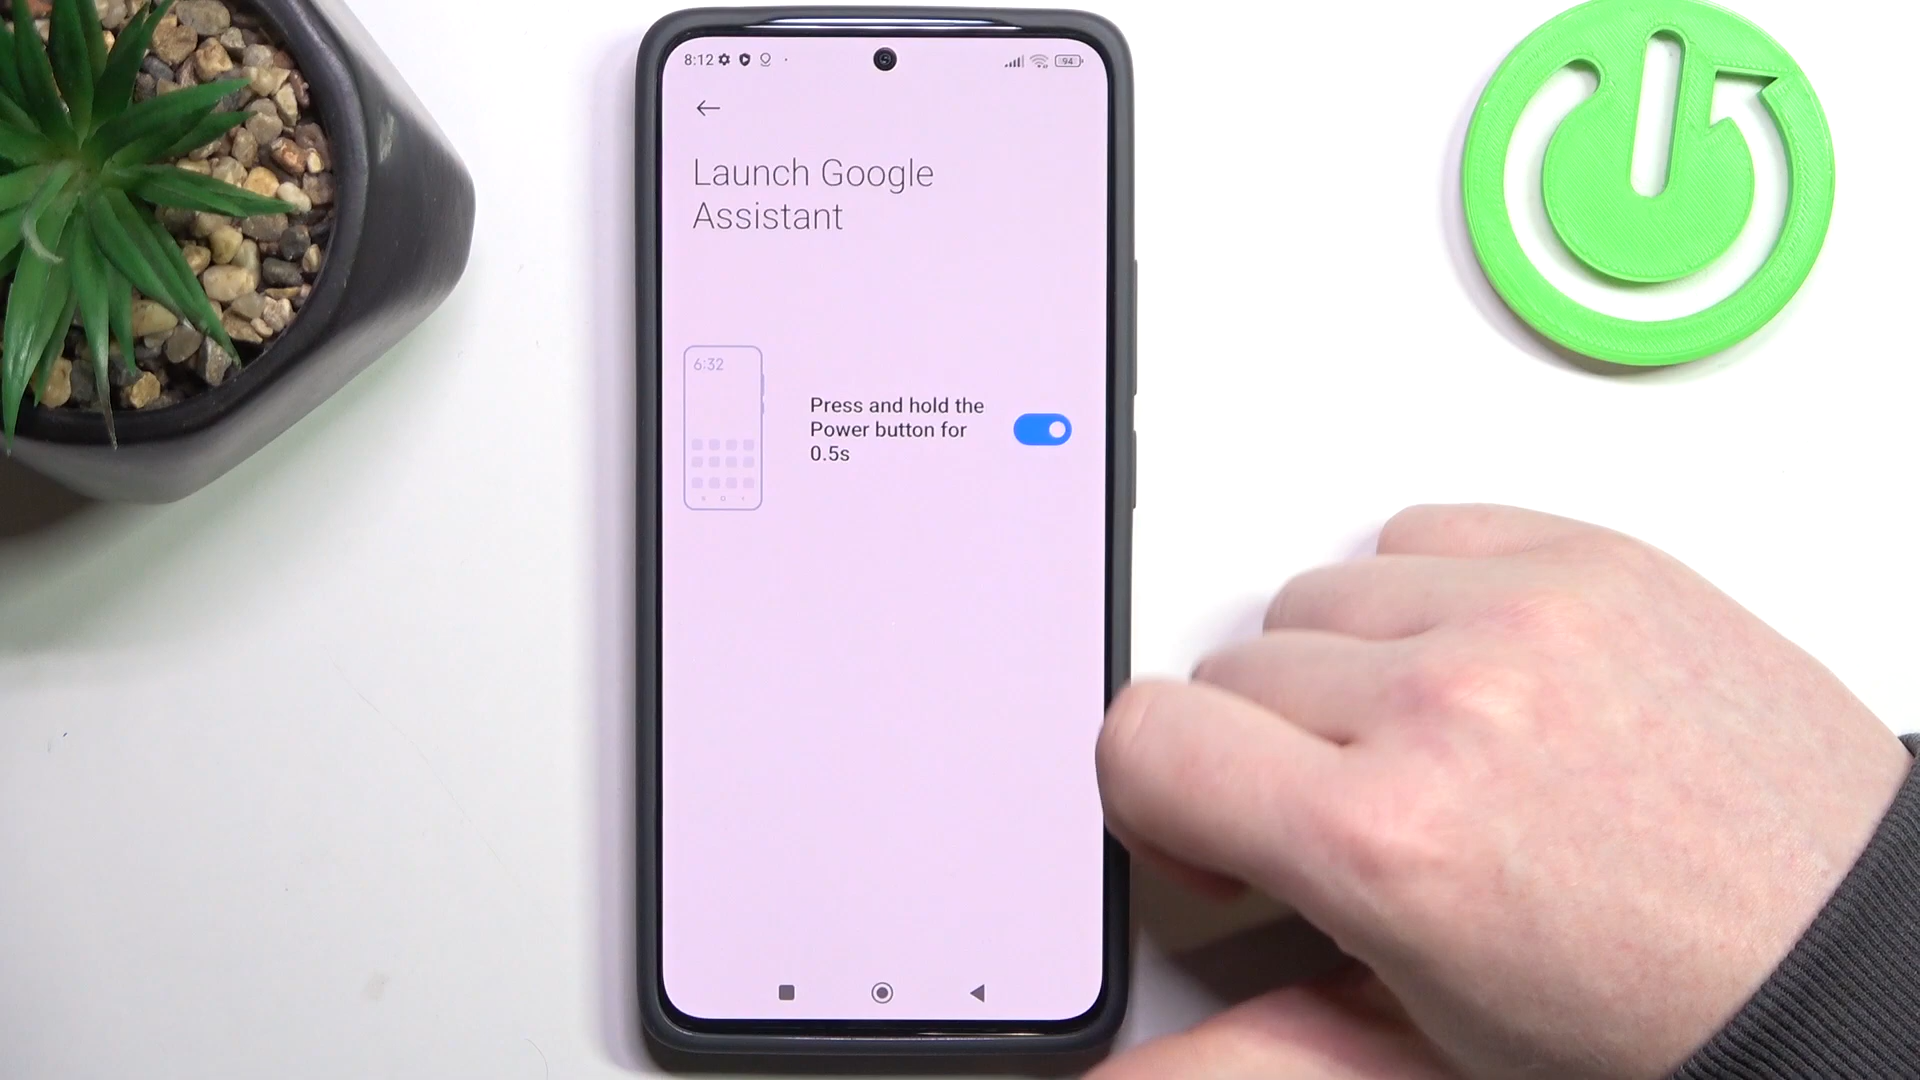 8:12
94
Launch Google
Assistant
6:32
Press and hold the
Power button for
0.5s